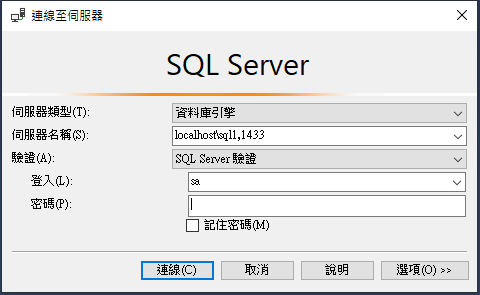 連線至伺服器
SQL Server
伺服器類型(T): 資料庫引擎
伺服器名稱(S): localhost\sql1,1433
驗證(A): SQL Server 驗證
登入(L): sa
密碼(P):
記住密碼(M)
連線(C) 取消 說明 選項(O) >>